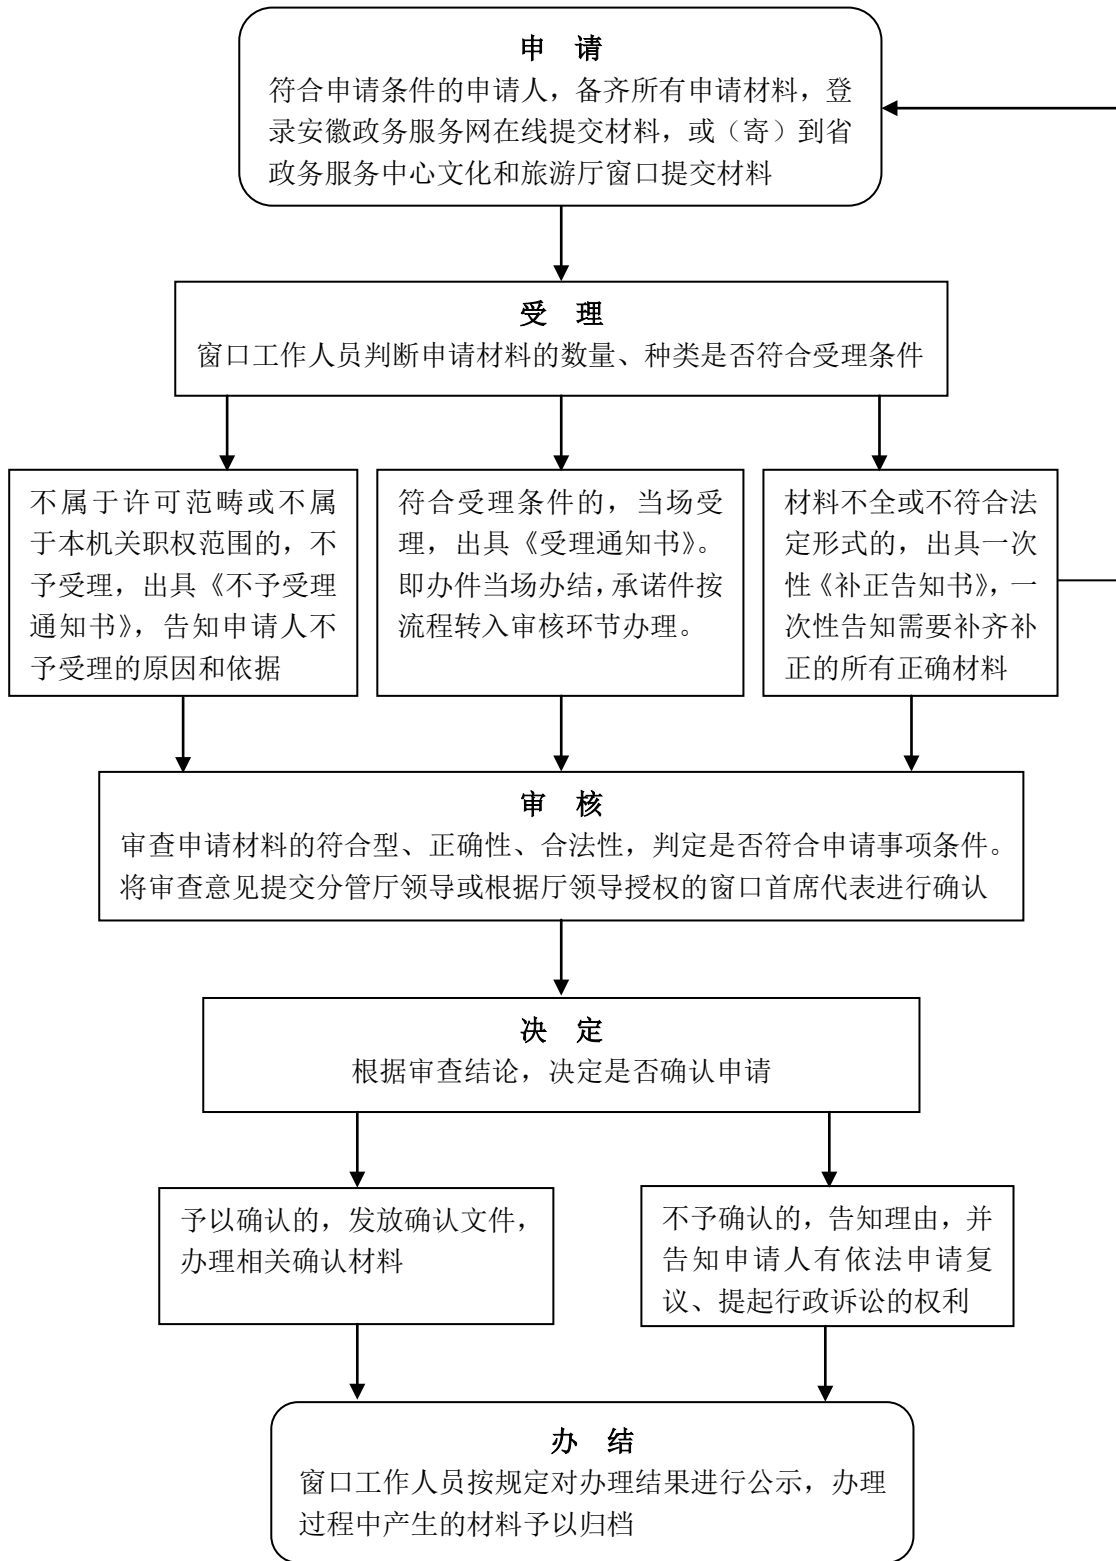 申 请
符合申请条件的申请人，备齐所有申请材料，登
录安徽政务服务网在线提交材料，或（寄）到省
政务服务中心文化和旅游厅窗口提交材料
受 理
窗口工作人员判断申请材料的数量、种类是否符合受理条件
不属于许可范畴或不属
于本机关职权范围的，不
予受理，出具《不予受理
通知书》，告知申请人不
予受理的原因和依据
符合受理条件的，当场受
理，出具《受理通知书》。
即办件当场办结，承诺件按
流程转入审核环节办理。
材料不全或不符合法
定形式的，出具一次
性《补正告知书》，一
次性告知需要补齐补
正的所有正确材料
审 核
审查申请材料的符合型、正确性、合法性，判定是否符合申请事项条件。
将审查意见提交分管厅领导或根据厅领导授权的窗口首席代表进行确认
决 定
根据审查结论，决定是否确认申请
予以确认的，发放确认文件，
办理相关确认材料
不予确认的，告知理由，并
告知申请人有依法申请复
议、提起行政诉讼的权利
办 结
窗口工作人员按规定对办理结果进行公示，办理
过程中产生的材料予以归档